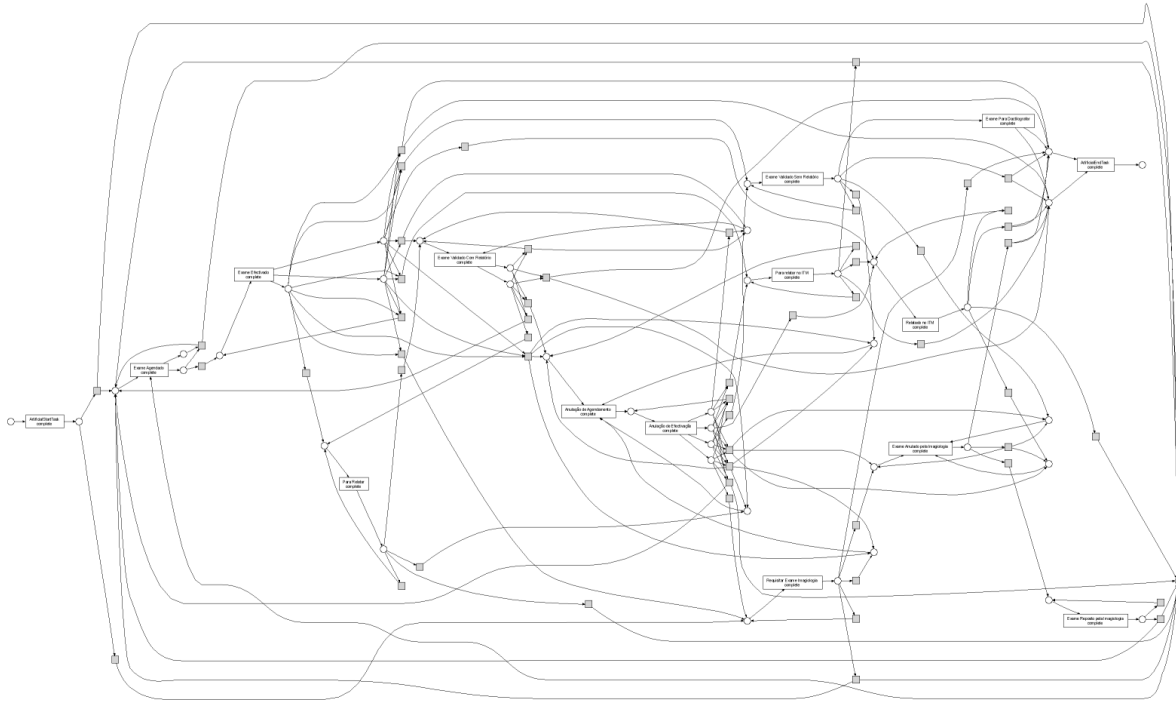 Exame Para Dactilografar
complete
ArtificialEndTask
complete
Exame Validado Sem Relatório
complete
Exame Validado Com Relatório
complete
Exame Efectivado
complete
Para relatar no ITM
complete
Relatado no ITM
complete
Exame Agendado
complete
ArtificialStartTask
complete
Anulação de Agendamento
complete
Anulação de Efectivação
complete
Exame Anulado pela Imagiologia
complete
Para Relatar
complete
Requisitar Exame Imagiologia
complete
Exame Reposto pela Imagiologia
complete